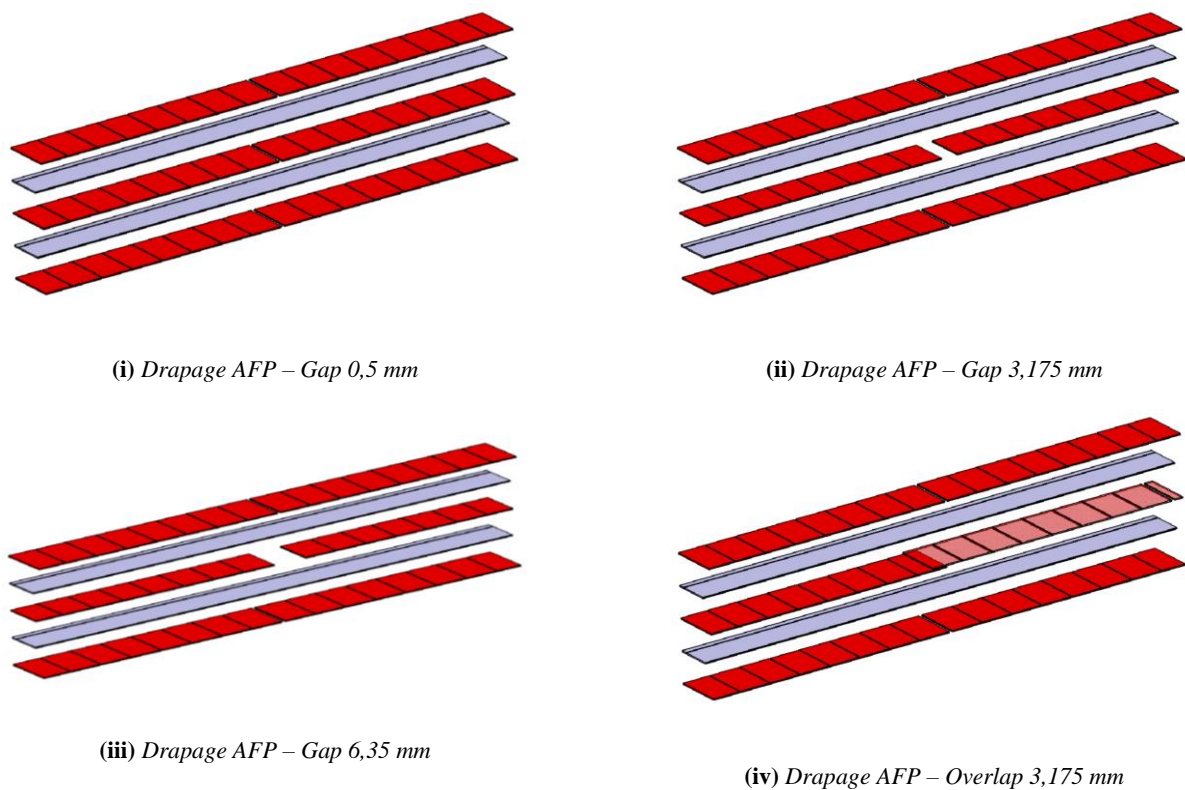 (i) Drapage AFP – Gap 0,5 mm
(ii) Drapage AFP – Gap 3,175 mm
(iii) Drapage AFP – Gap 6,35 mm
(iv) Drapage AFP – Overlap 3,175 mm